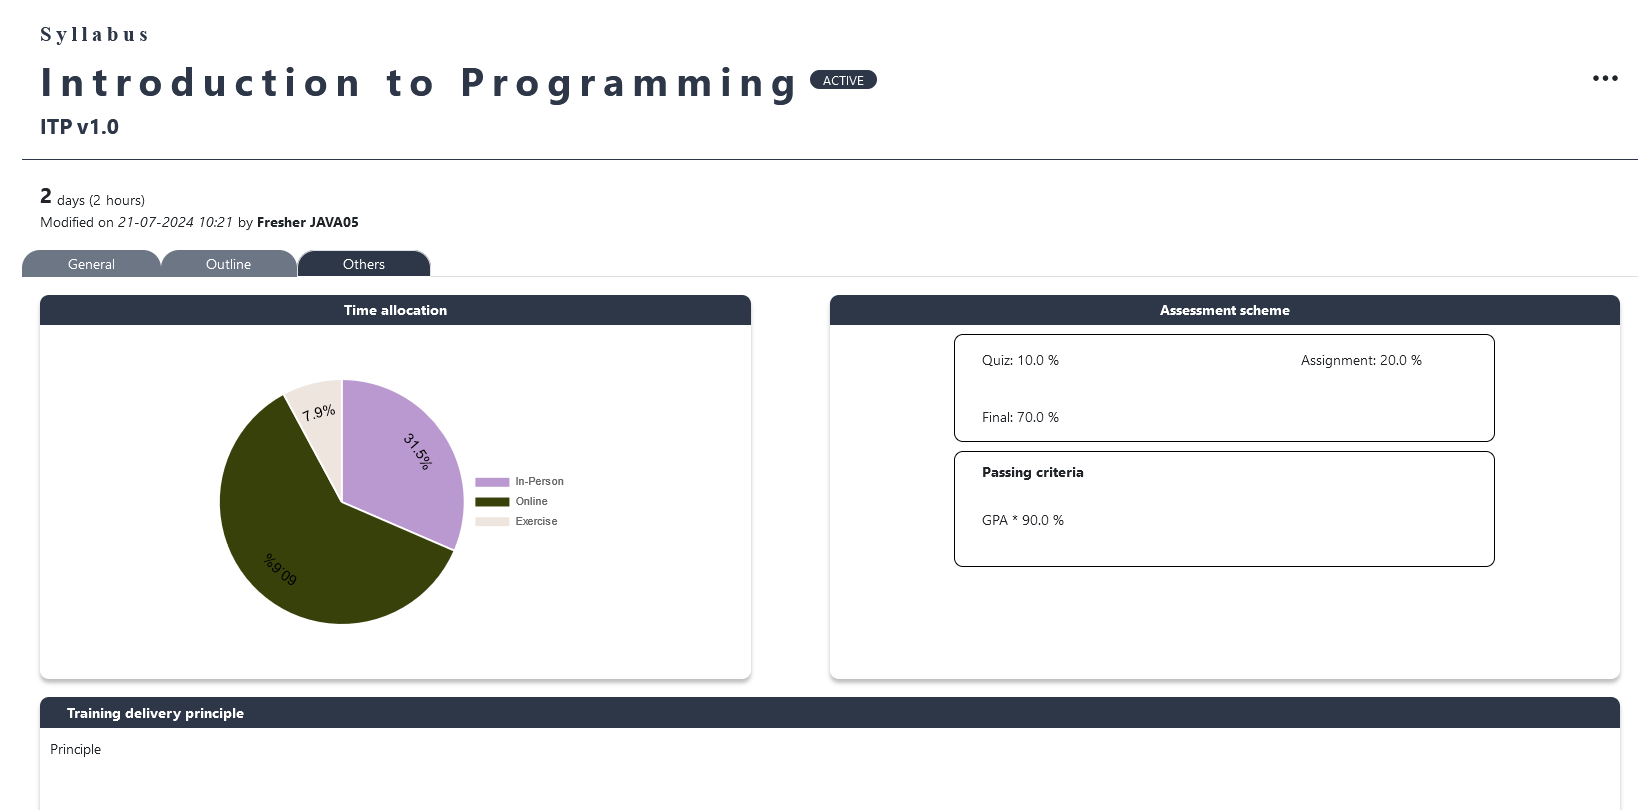 Syllabus
Introduction to Programming ACTIVE
ITP v1.0
2 days (2 hours)
Modified on 21-07-2024 10:21 by Fresher JAVA05
General Outline Others
Time allocation
7.9%
31.5%
60.6%
In-Person
Online
Exercise
Assessment scheme
Quiz: 10.0 % Assignment: 20.0 %
Final: 70.0 %
Passing criteria
GPA * 90.0 %
Training delivery principle
Principle